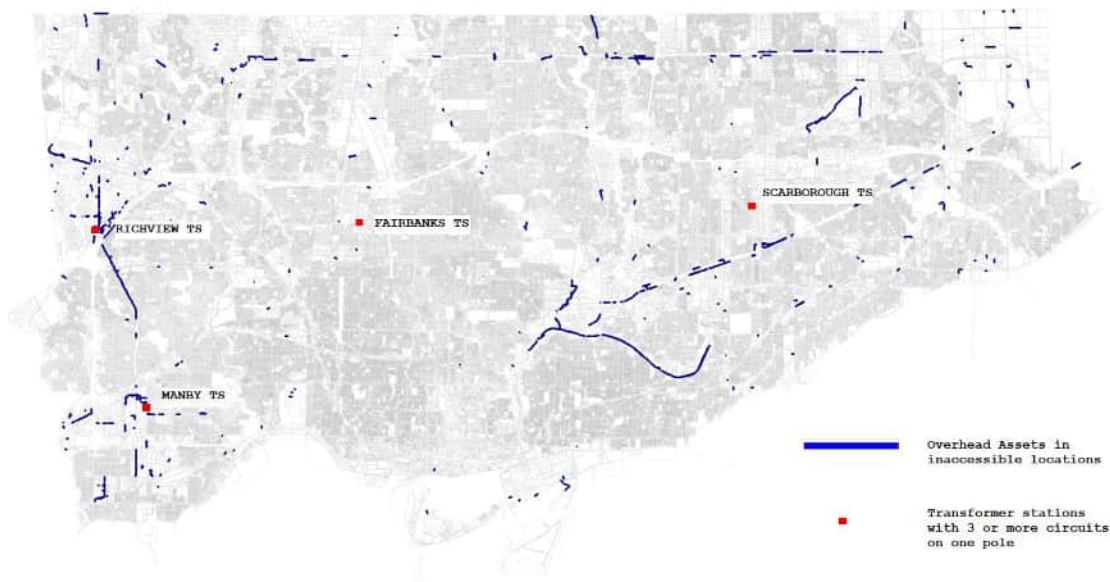 SCARBOROUGH TS
RICHVIEW TS
FAIRBANKS TS
MANBY TS
Overhead Assets in
inaccessible locations
Transformer stations
with 3 or more circuits
on one pole